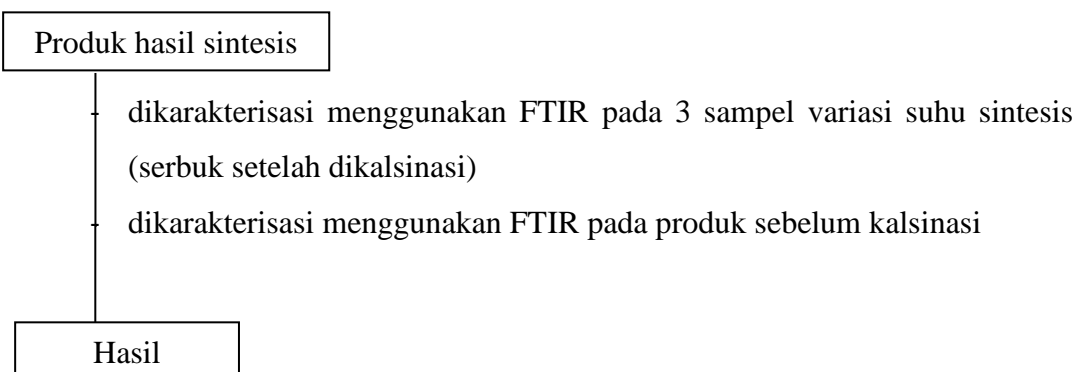 Produk hasil sintesis
- dikarakterisasi menggunakan FTIR pada 3 sampel variasi suhu sintesis
(serbuk setelah dikalsinasi)
- dikarakterisasi menggunakan FTIR pada produk sebelum kalsinasi
Hasil